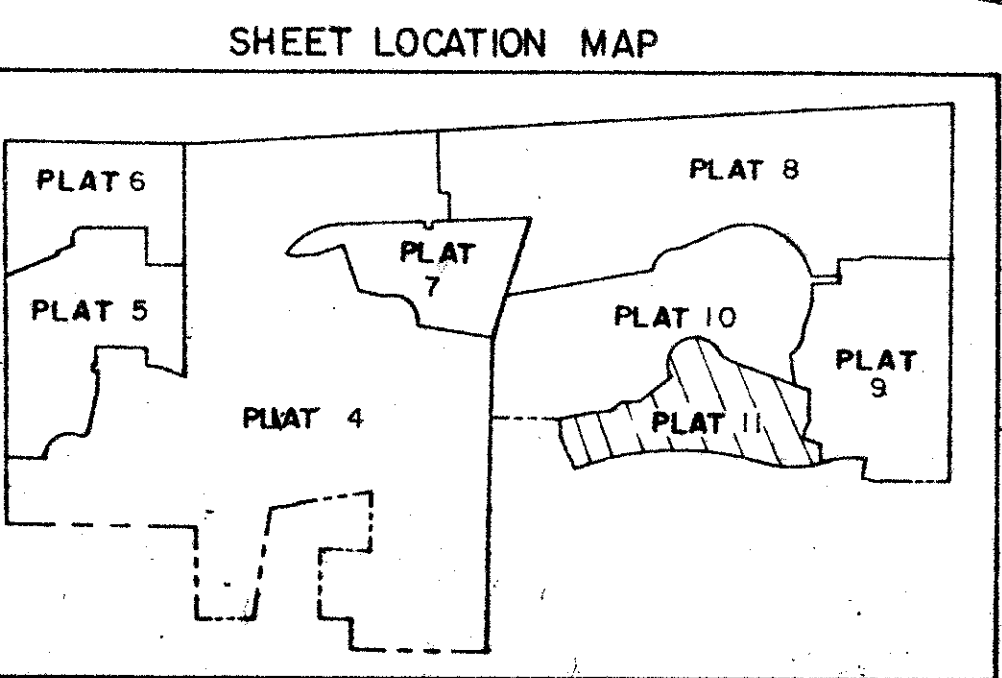 SHEET LOCATION MAP
PLAT 6
PLAT 8
PLAT
7
PLAT 5
PLAT 10
PLAT
9
PLAT 4
PLAT 11